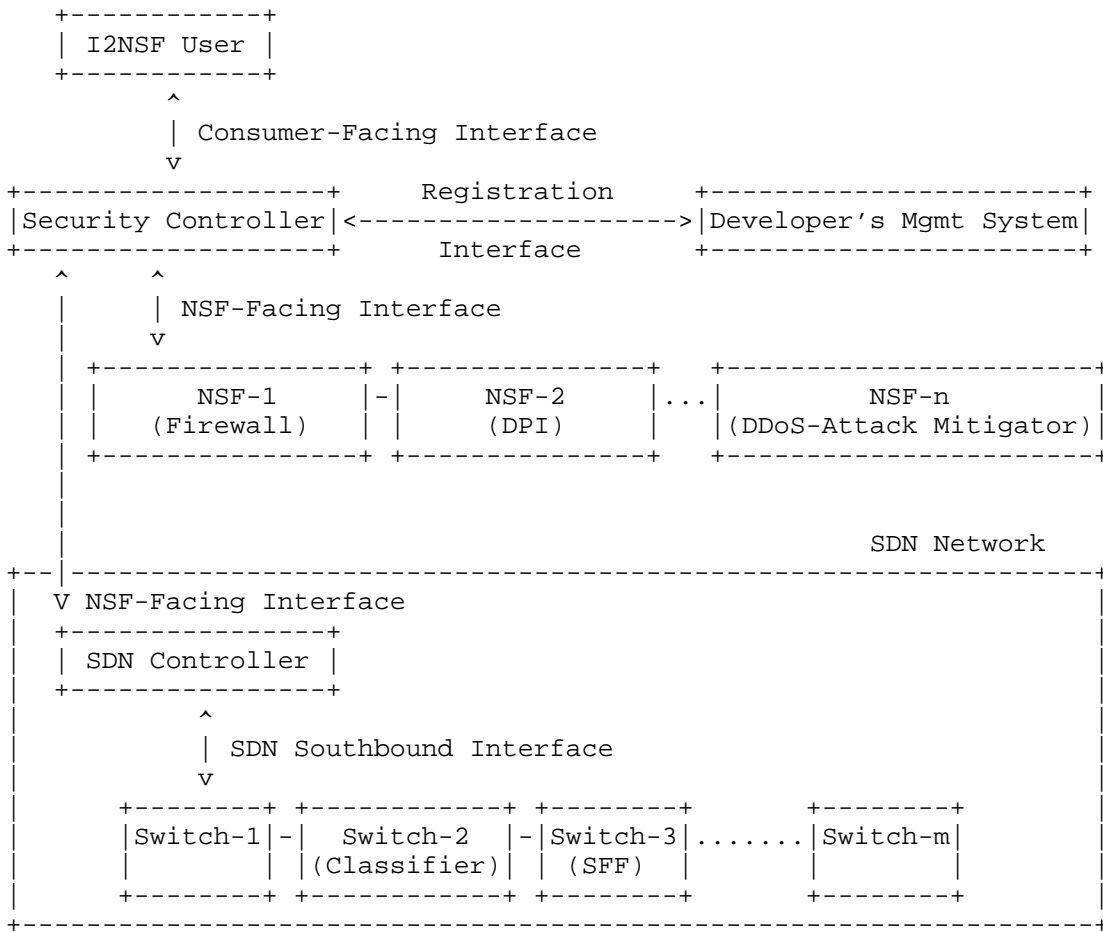 I2NSF User
Consumer-Facing Interface
Registration
Security Controller Developer's Mgmt System
Interface
NSF-Facing Interface
NSF-1 NSF-2 ... NSF-n
(Firewall) (DPI) (DDoS-Attack Mitigator)
SDN Network
NSF-Facing Interface
SDN Controller
SDN Southbound Interface
Switch-1 Switch-2 Switch-3 ....... Switch-m
(Classifier) (SFF)